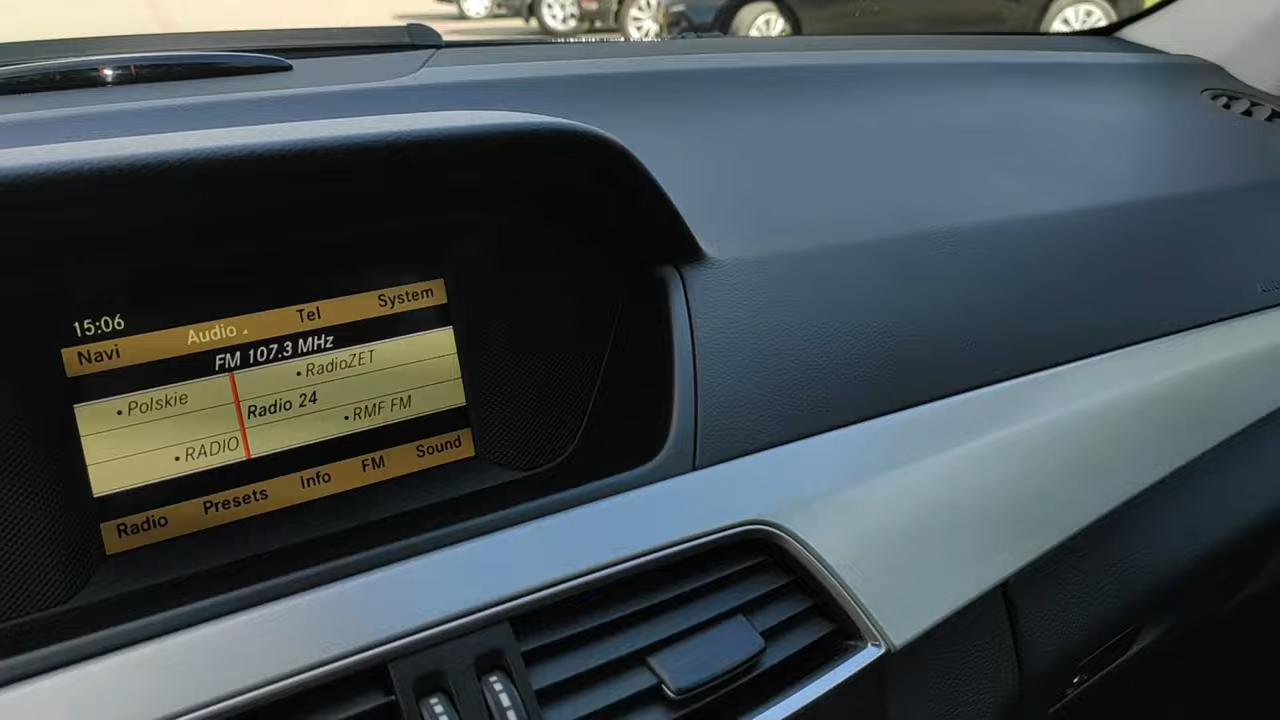 15:06
Navi Audio Tel System
FM 107.3 MHz
• RadioZET
• Polskie
Radio 24
• RMF FM
• RADIO
Radio Presets Info FM Sound